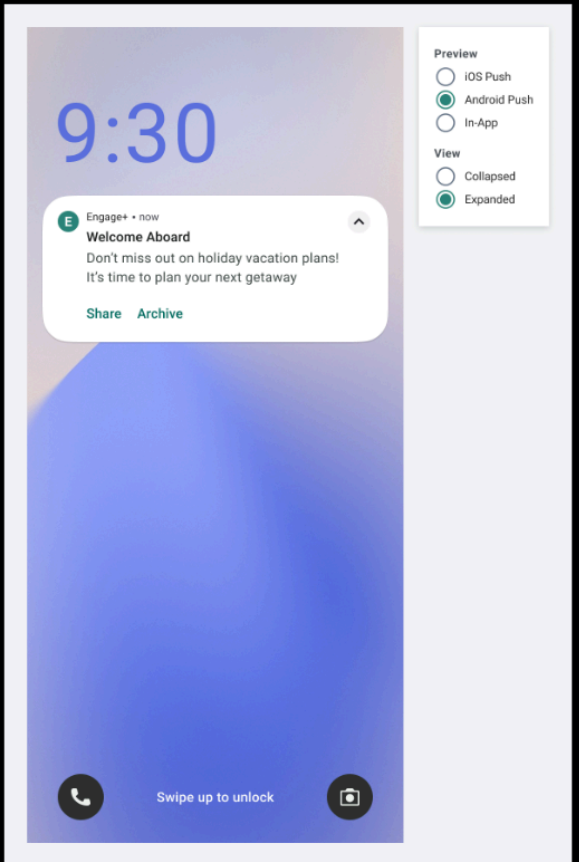 9:30
E
Engage+ • now
Welcome Aboard
Don't miss out on holiday vacation plans!
It's time to plan your next getaway
Share Archive
Swipe up to unlock
Preview
iOS Push
Android Push
In-App
View
Collapsed
Expanded